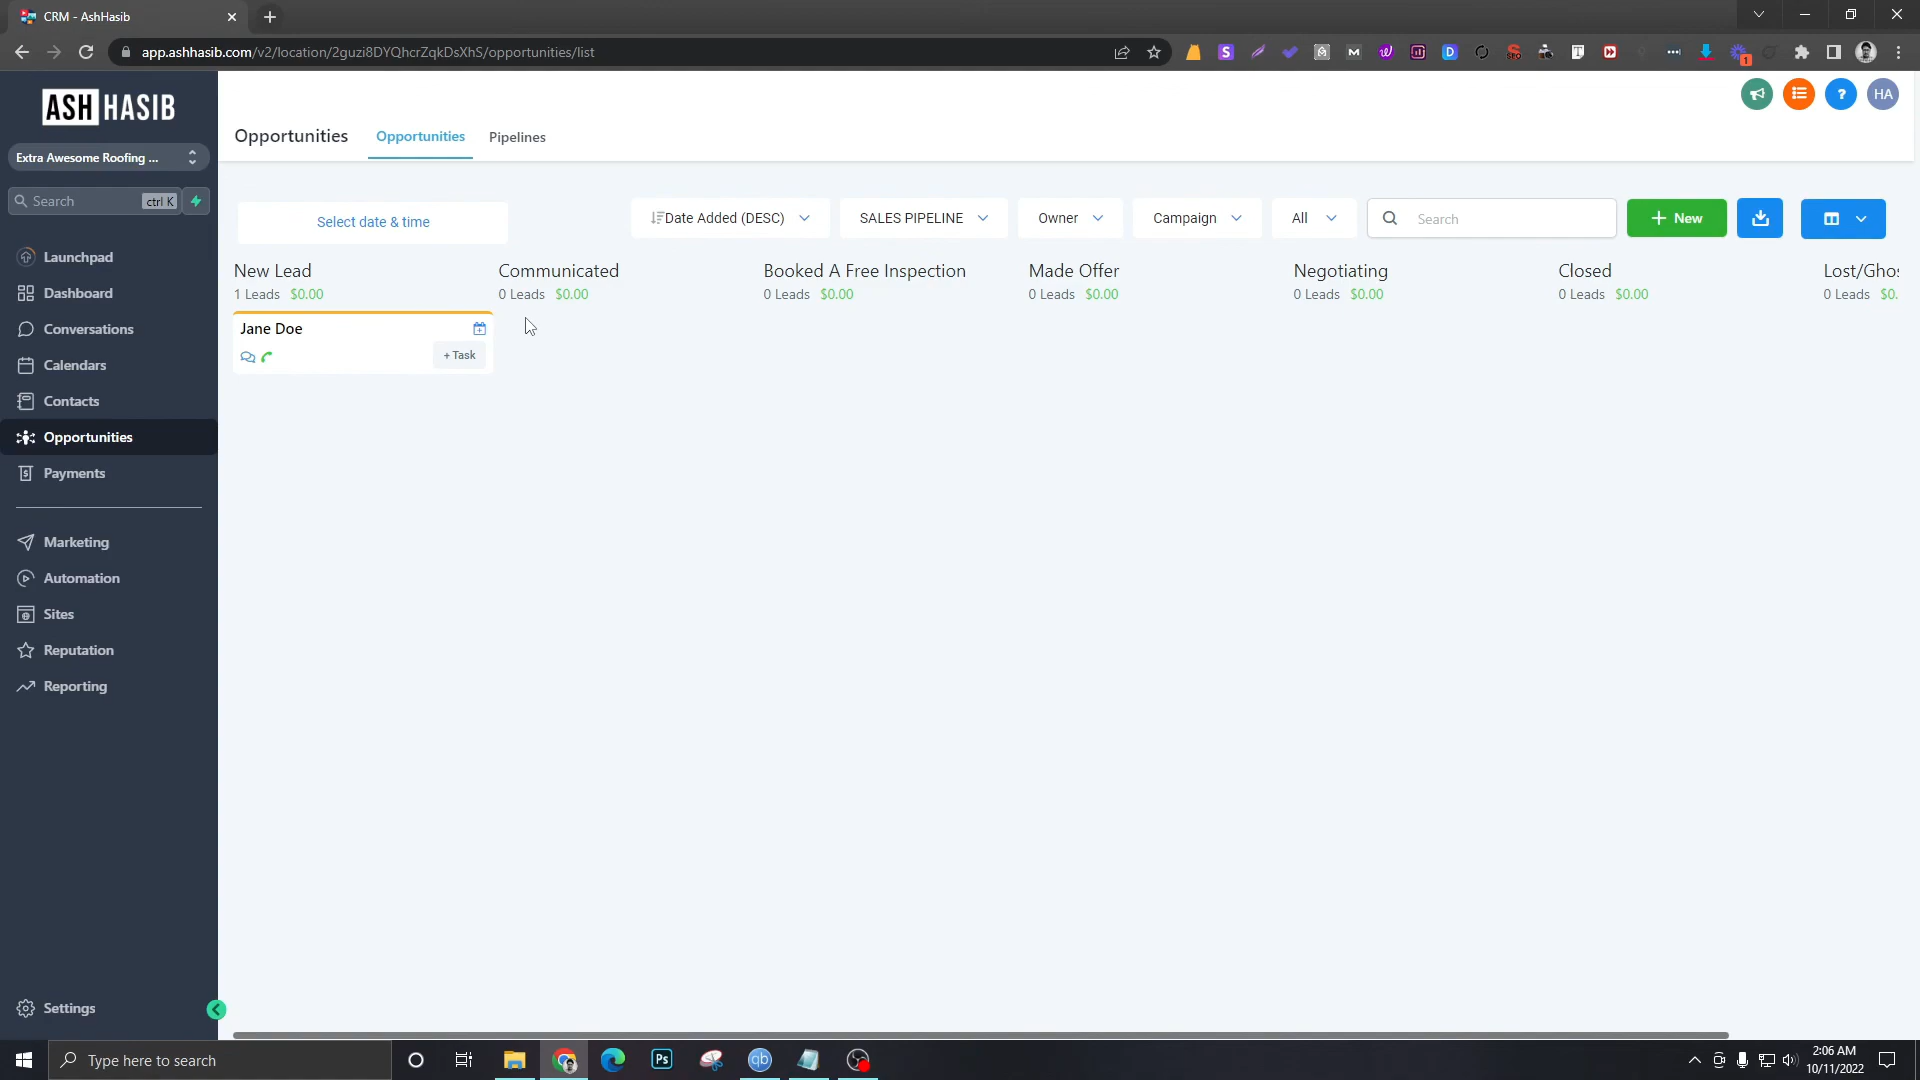 CRM - AshHasib
app.ashhasib.com/v2/location/2guzi8DYQhcrZqkDsXhS/opportunities/list
1
ASH HASIB
Extra Awesome Roofing ...
Search
ctrl K
Launchpad
Dashboard
Conversations
Calendars
Contacts
Opportunities
Payments
Marketing
Automation
Sites
Reputation
Reporting
Settings
HA
Opportunities
Opportunities
Pipelines
Select date & time
Date Added (DESC)
SALES PIPELINE
Owner
Campaign
All
Search
+ New
New Lead
1 Leads $0.00
Communicated
0 Leads $0.00
Booked A Free Inspection
0 Leads $0.00
Made Offer
0 Leads $0.00
Negotiating
0 Leads $0.00
Closed
0 Leads $0.00
Lost/Ghos
0 Leads $0.
Jane Doe
+ Task
Type here to search
Ps
qb
2:06 AM
10/11/2022